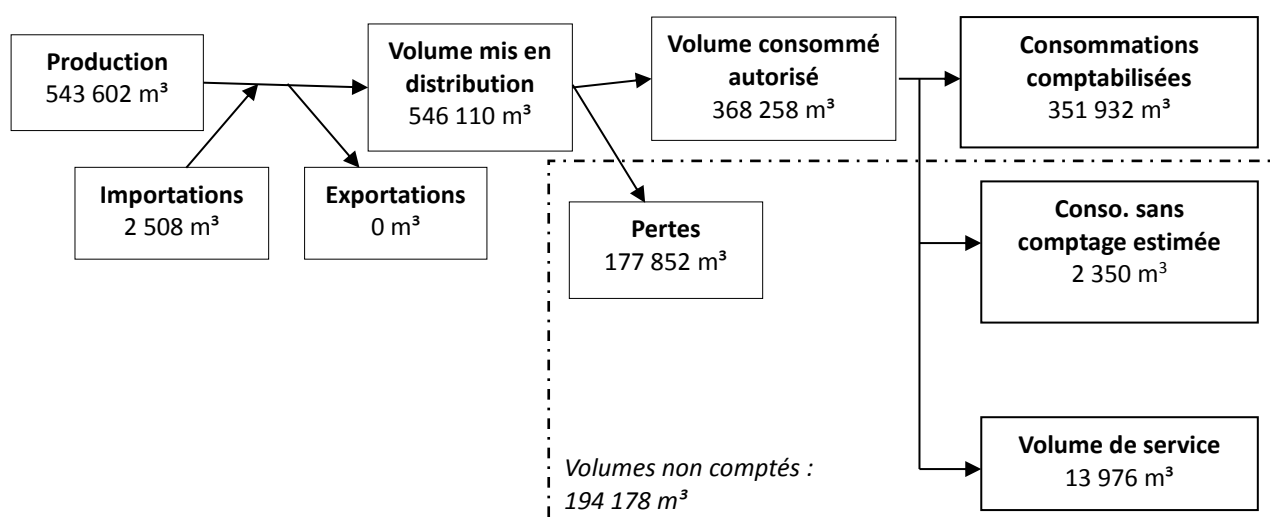 Production
543 602 m³
Importations
2 508 m³
Exportations
0 m³
Volume mis en
distribution
546 110 m³
Pertes
177 852 m³
Volume consommé
autorisé
368 258 m³
Consommations
comptabilisées
351 932 m³
Conso. sans
comptage estimée
2 350 m³
Volume de service
13 976 m³
Volumes non comptés :
194 178 m³